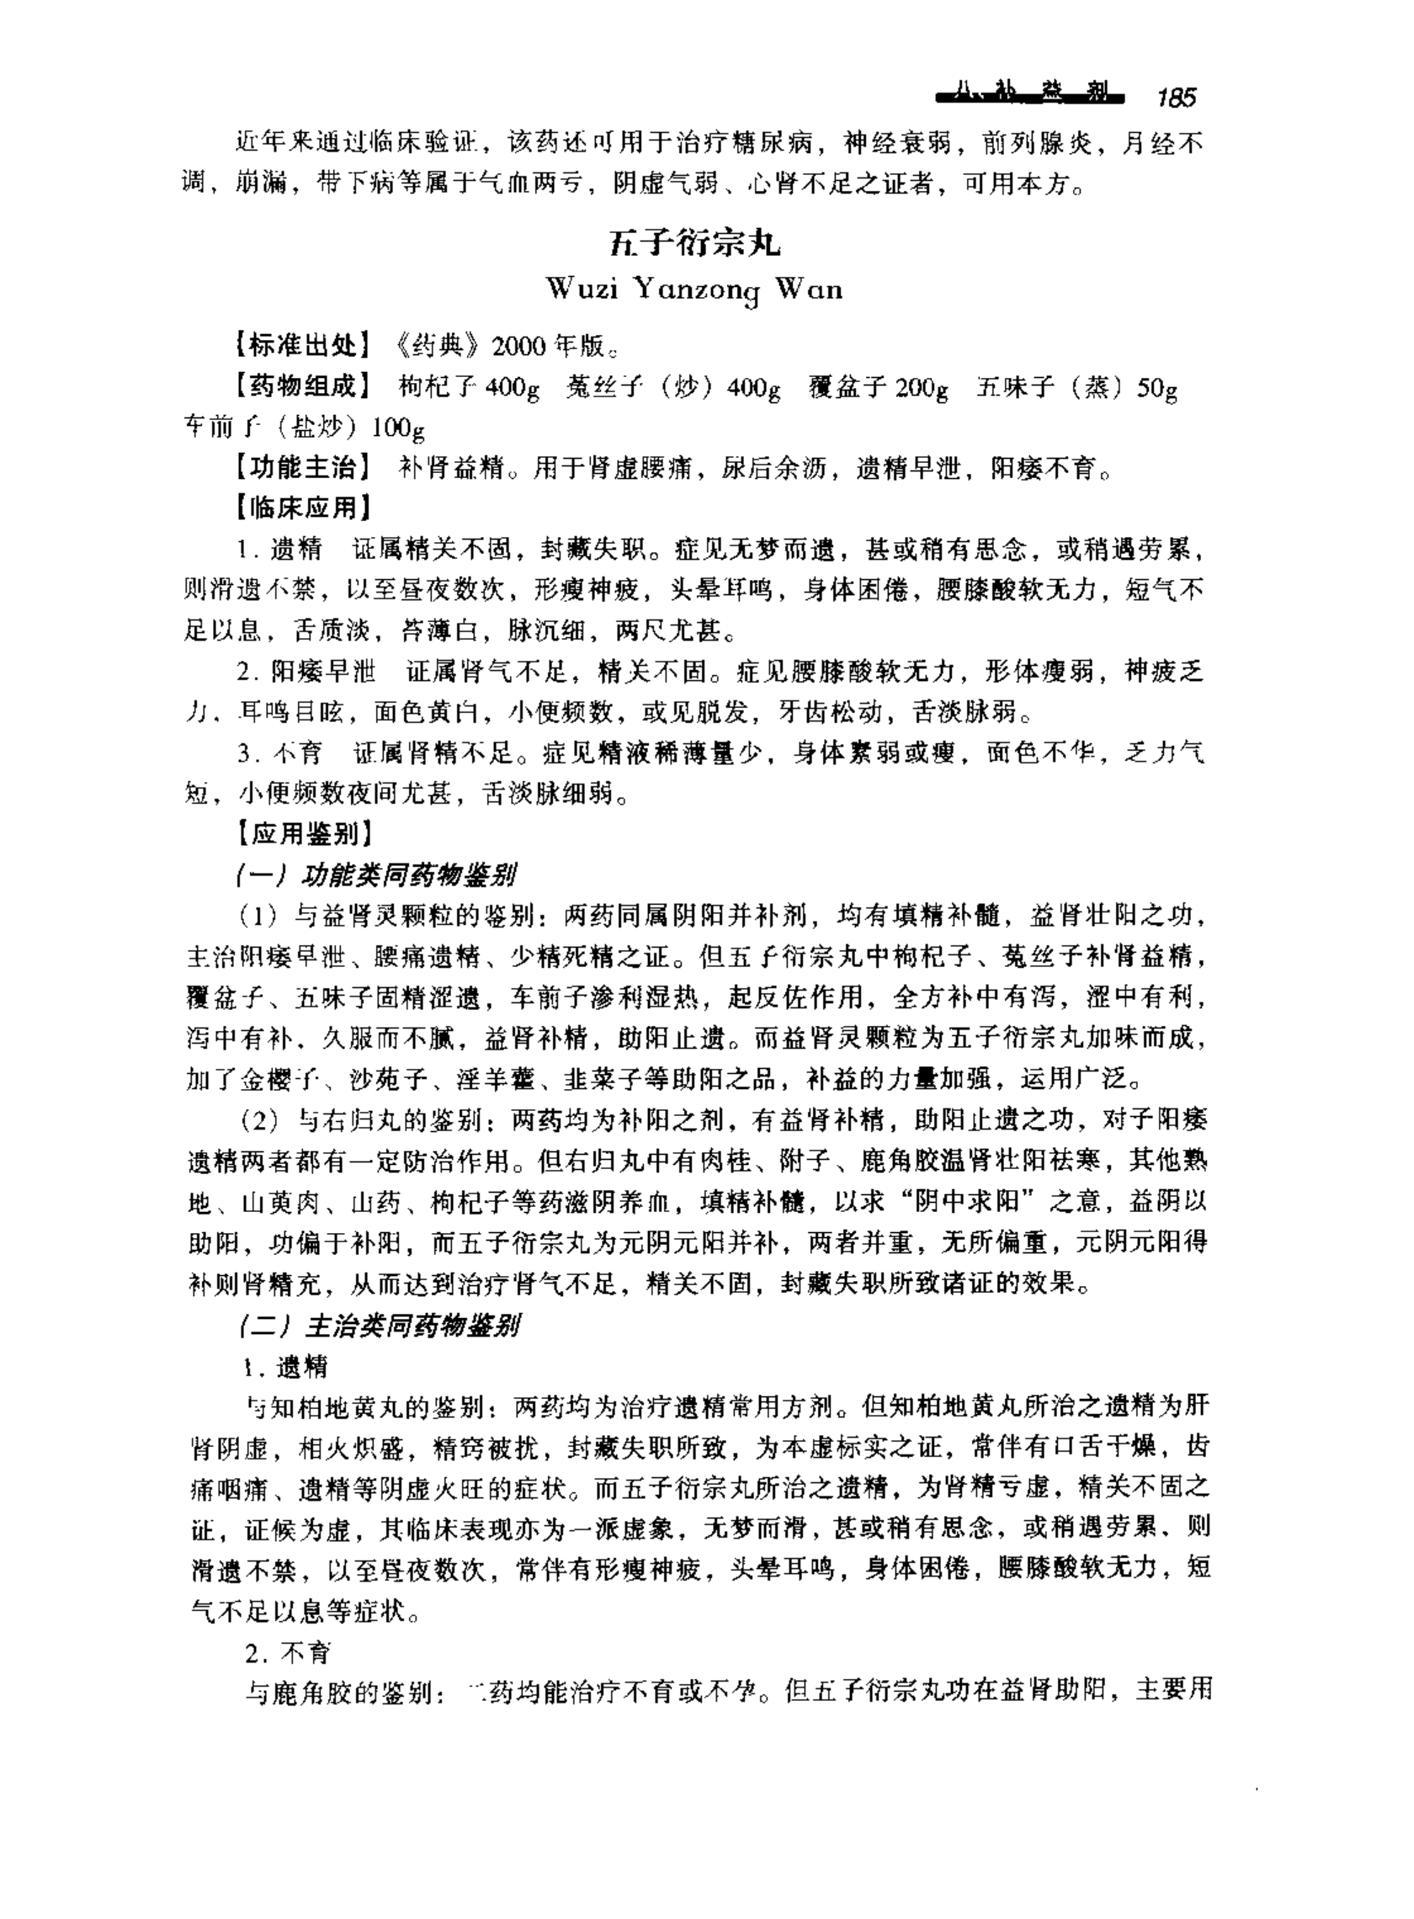 八、补益剂 185
近年来通过临床验证，该药还可用于治疗糖尿病，神经衰弱，前列腺炎，月经不
调，崩漏，带下病等属于气血两亏，阴虚气弱、心肾不足之证者，可用本方。
五子衍宗丸
Wuzi Yanzong Wan
【标准出处】《药典》2000 年版。
【药物组成】 枸杞子 400g 菟丝子（炒）400g 覆盆子 200g 五味子（蒸）50g
车前子（盐炒）100g
【功能主治】 补肾益精。用于肾虚腰痛，尿后余沥，遗精早泄，阳痿不育。
【临床应用】
1. 遗精 证属精关不固，封藏失职。症见无梦而遗，甚或稍有思念，或稍遇劳累，
则滑遗不禁，以至昼夜数次，形瘦神疲，头晕耳鸣，身体困倦，腰膝酸软无力，短气不
足以息，舌质淡，苔薄白，脉沉细，两尺尤甚。
2. 阳痿早泄 证属肾气不足，精关不固。症见腰膝酸软无力，形体瘦弱，神疲乏
力，耳鸣目眩，面色黄白，小便频数，或见脱发，牙齿松动，舌淡脉弱。
3. 不育 证属肾精不足。症见精液稀薄量少，身体素弱或瘦，面色不华，乏力气
短，小便频数夜间尤甚，舌淡脉细弱。
【应用鉴别】
（一）功能类同药物鉴别
（1）与益肾灵颗粒的鉴别：两药同属阴阳并补剂，均有填精补髓，益肾壮阳之功，
主治阳痿早泄、腰痛遗精、少精死精之证。但五子衍宗丸中枸杞子、菟丝子补肾益精，
覆盆子、五味子固精涩遗，车前子渗利湿热，起反佐作用，全方补中有泻，涩中有利，
泻中有补，久服而不腻，益肾补精，助阳止遗。而益肾灵颗粒为五子衍宗丸加味而成，
加了金樱子、沙苑子、淫羊藿、韭菜子等助阳之品，补益的力量加强，运用广泛。
（2）与右归丸的鉴别：两药均为补阳之剂，有益肾补精，助阳止遗之功，对子阳痿
遗精两者都有一定防治作用。但右归丸中有肉桂、附子、鹿角胶温肾壮阳祛寒，其他熟
地、山萸肉、山药、枸杞子等药滋阴养血，填精补髓，以求“阴中求阳”之意，益阴以
助阳，功偏于补阳，而五子衍宗丸为元阴元阳并补，两者并重，无所偏重，元阴元阳得
补则肾精充，从而达到治疗肾气不足，精关不固，封藏失职所致诸证的效果。
（二）主治类同药物鉴别
1. 遗精
与知柏地黄丸的鉴别：两药均为治疗遗精常用方剂。但知柏地黄丸所治之遗精为肝
肾阴虚，相火炽盛，精窍被扰，封藏失职所致，为本虚标实之证，常伴有口舌干燥，齿
痛咽痛、遗精等阴虚火旺的症状。而五子衍宗丸所治之遗精，为肾精亏虚，精关不固之
证，证候为虚，其临床表现亦为一派虚象，无梦而滑，甚或稍有思念，或稍遇劳累，则
滑遗不禁，以至昼夜数次，常伴有形瘦神疲，头晕耳鸣，身体困倦，腰膝酸软无力，短
气不足以息等症状。
2. 不育
与鹿角胶的鉴别：二药均能治疗不育或不孕。但五子衍宗丸功在益肾助阳，主要用